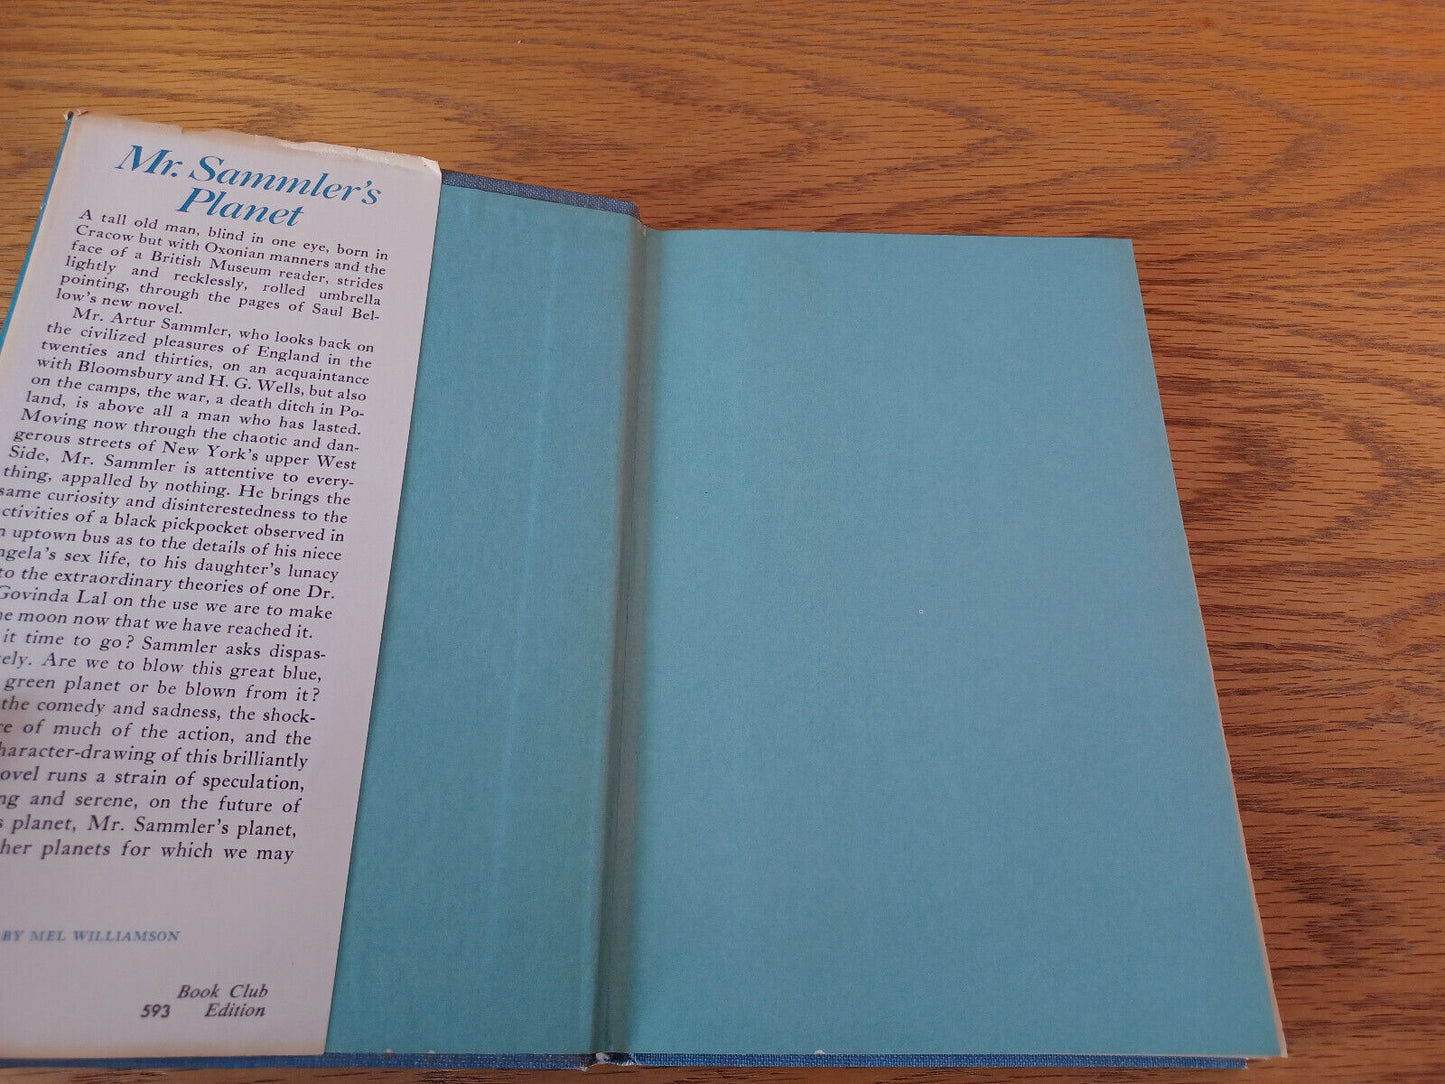 Mr. Sammler's
Planet
A tall old man, blind in one eye, born in
Cracow but with Oxonian manners and the
face of a British Museum reader, strides
lightly and recklessly, rolled umbrella
pointing, through the pages of Saul Bel-
low's new novel.
Mr. Artur Sammler, who looks back on
the civilized pleasures of England in the
twenties and thirties, on an acquaintance
with Bloomsbury and H. G. Wells, but also
on the camps, the war, a death ditch in Po-
land, is above all a man who has lasted.
Moving now through the chaotic and dan-
gerous streets of New York's upper West
Side, Mr. Sammler is attentive to every-
thing, appalled by nothing. He brings the
same curiosity and disinterestedness to the
ctivities of a black pickpocket observed in
n uptown bus as to the details of his niece
ngela's sex life, to his daughter's lunacy
to the extraordinary theories of one Dr.
Govinda Lal on the use we are to make
he moon now that we have reached it.
it time to go? Sammler asks dispas-
ely. Are we to blow this great blue,
green planet or be blown from it?
the comedy and sadness, the shock-
re of much of the action, and the
haracter-drawing of this brilliantly
ovel runs a strain of speculation,
ng and serene, on the future of
s planet, Mr. Sammler's planet,
her planets for which we may
BY MEL WILLIAMSON
Book Club
593 Edition